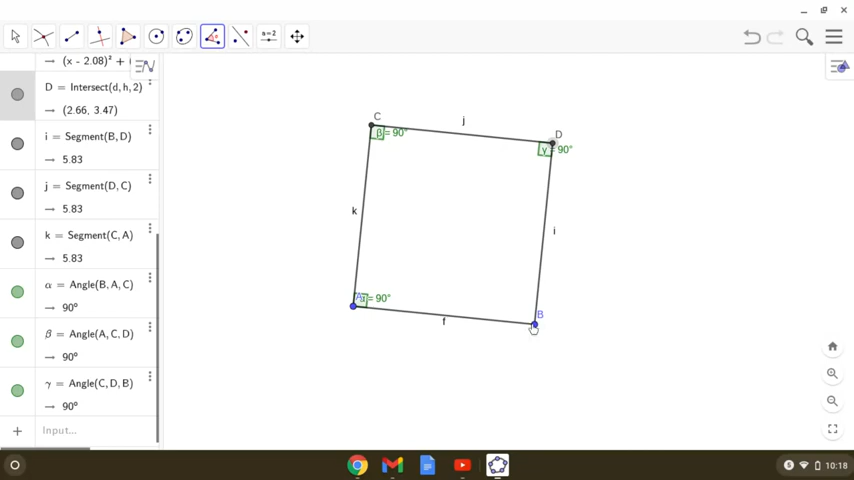 a=2
→ (x - 2.08)² + (
D = Intersect(d, h, 2)
→ (2.66, 3.47)
i = Segment(B, D)
→ 5.83
j = Segment(D, C)
→ 5.83
k = Segment(C, A)
→ 5.83
α = Angle(B, A, C)
→ 90°
β = Angle(A, C, D)
→ 90°
γ = Angle(C, D, B)
→ 90°
+ Input...
C
j
β = 90°
D
γ = 90°
k
i
A
α = 90°
B
f
10:18